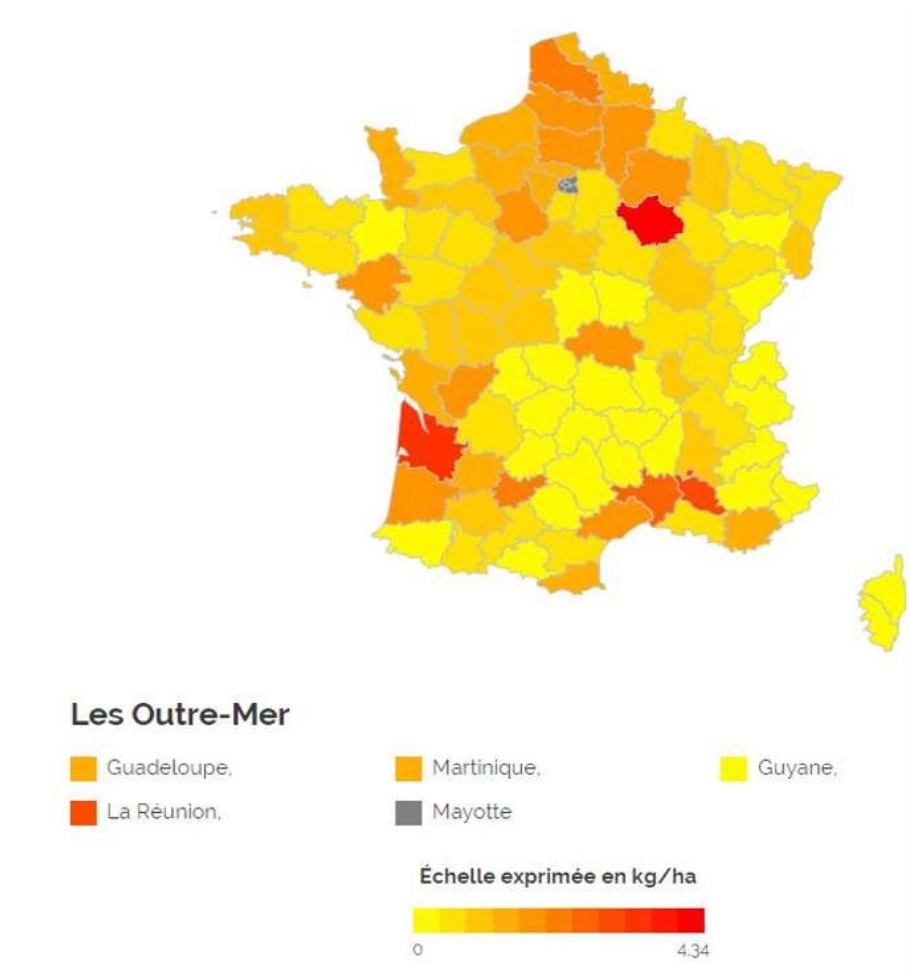 Les Outre-Mer
Guadeloupe,
Martinique,
Guyane,
La Réunion,
Mayotte
Échelle exprimée en kg/ha
0
4.34